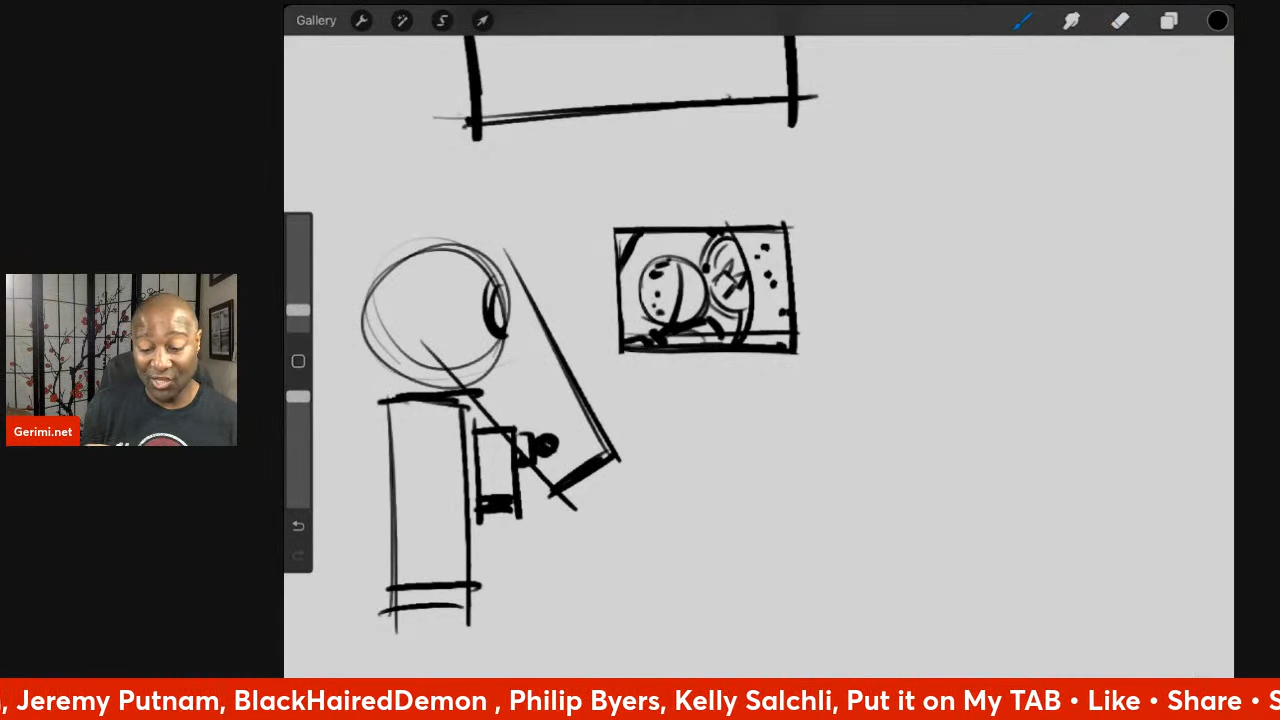 Gallery
Gerimi.net
, Jeremy Putnam, BlackHairedDemon , Philip Byers, Kelly Salchli, Put it on My TAB • Like • Share • S